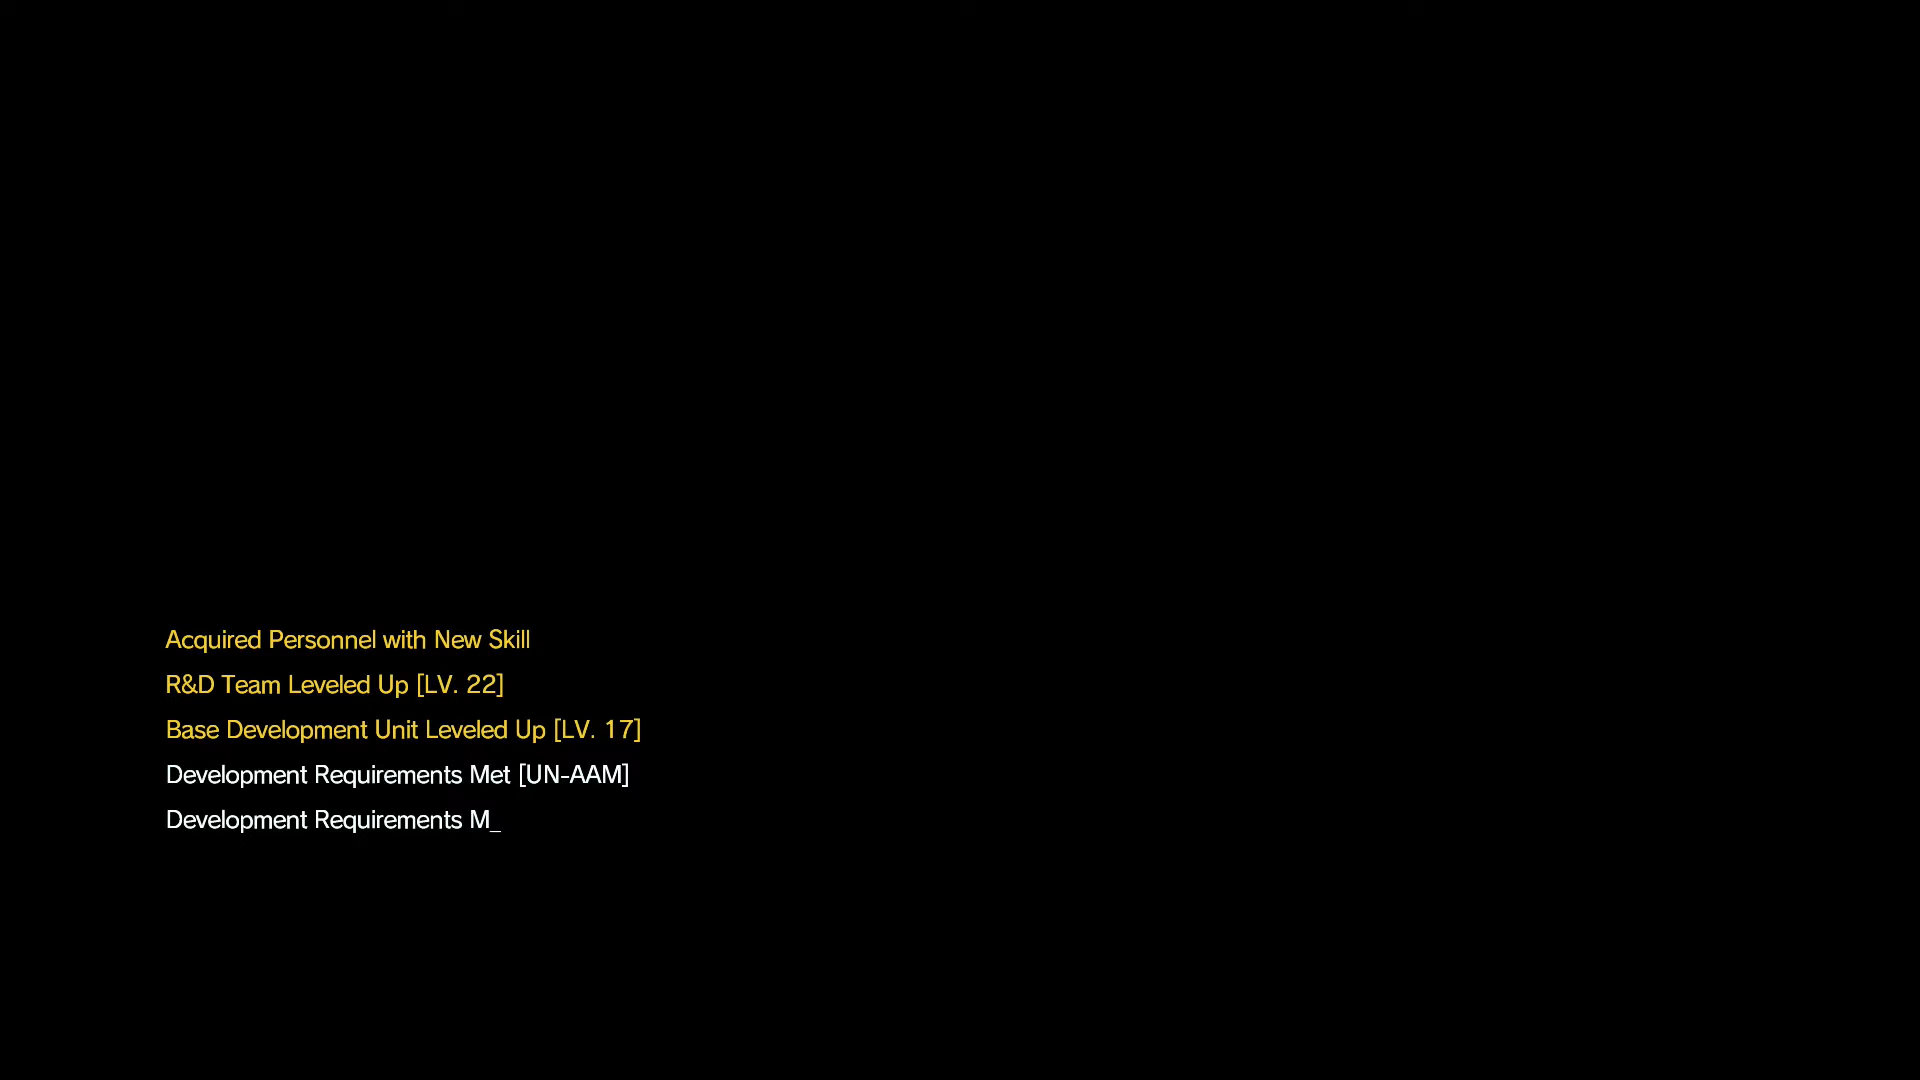 Acquired Personnel with New Skill
R&D Team Leveled Up [LV. 22]
Base Development Unit Leveled Up [LV. 17]
Development Requirements Met [UN-AAM]
Development Requirements M_